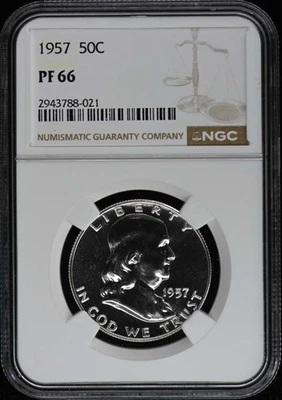 1957 50C
PF 66
2943788-021
NUMISMATIC GUARANTY COMPANY NGC
LIBERTY
1957
IN GOD WE TRUST